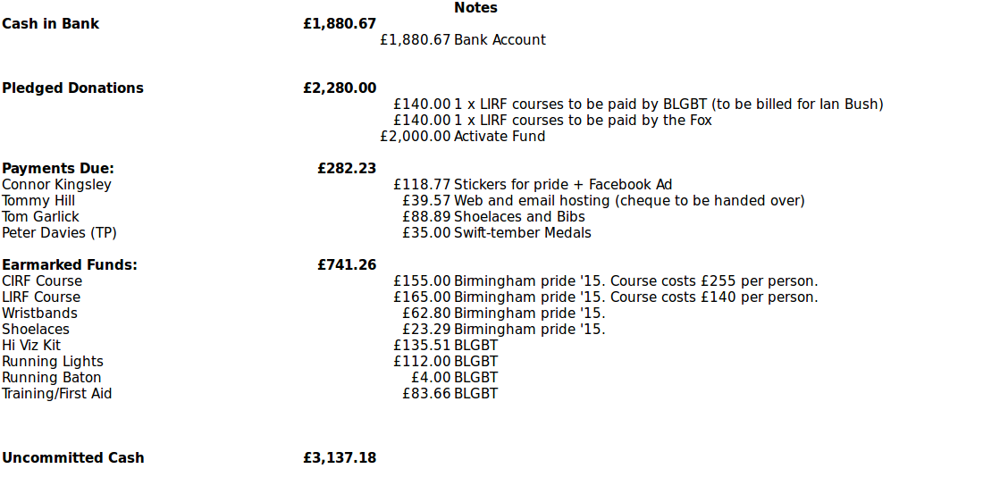 Notes
Cash in Bank £1,880.67
£1,880.67 Bank Account
Pledged Donations £2,280.00
£140.00 1 x LIRF courses to be paid by BLGBT (to be billed for Ian Bush)
£140.00 1 x LIRF courses to be paid by the Fox
£2,000.00 Activate Fund
Payments Due: £282.23
Connor Kingsley £118.77 Stickers for pride + Facebook Ad
Tommy Hill £39.57 Web and email hosting (cheque to be handed over)
Tom Garlick £88.89 Shoelaces and Bibs
Peter Davies (TP) £35.00 Swift-tember Medals
Earmarked Funds: £741.26
CIRF Course £155.00 Birmingham pride '15. Course costs £255 per person.
LIRF Course £165.00 Birmingham pride '15. Course costs £140 per person.
Wristbands £62.80 Birmingham pride '15.
Shoelaces £23.29 Birmingham pride '15.
Hi Viz Kit £135.51 BLGBT
Running Lights £112.00 BLGBT
Running Baton £4.00 BLGBT
Training/First Aid £83.66 BLGBT
Uncommitted Cash £3,137.18